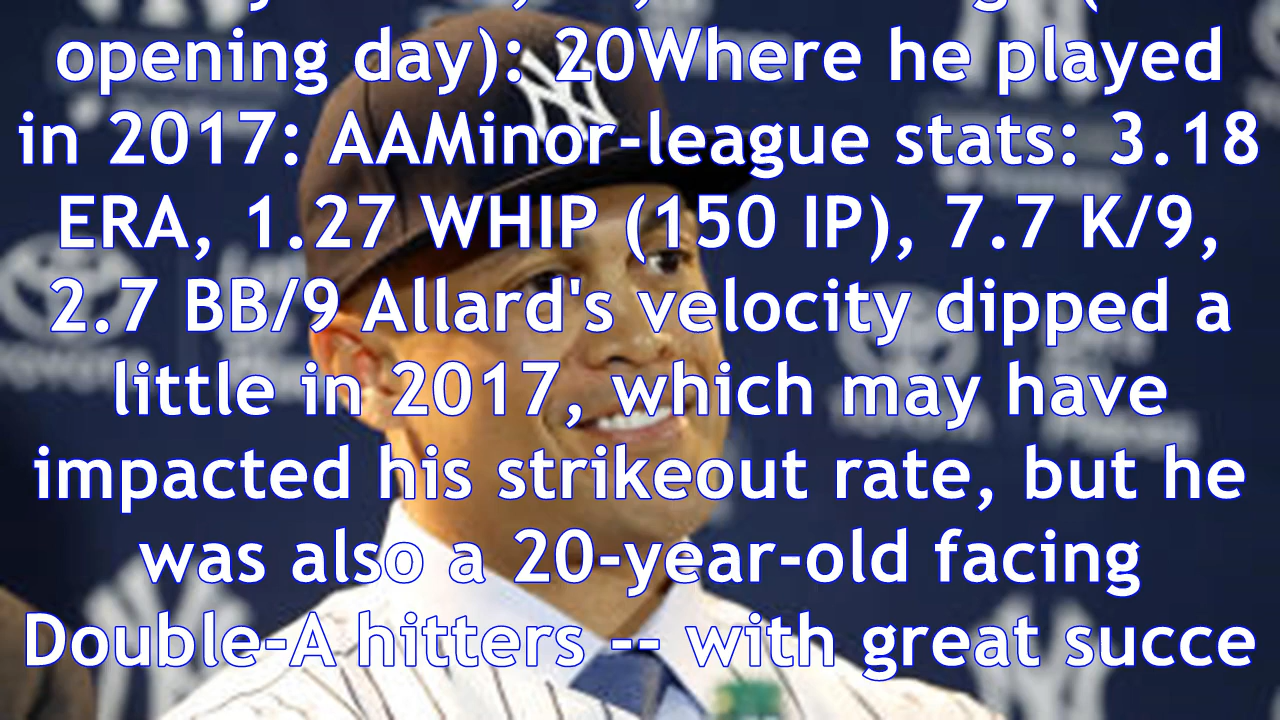 opening day): 20Where he played
in 2017: AAMinor-league stats: 3.18
ERA, 1.27 WHIP (150 IP), 7.7 K/9,
2.7 BB/9 Allard's velocity dipped a
little in 2017, which may have
impacted his strikeout rate, but he
was also a 20-year-old facing
Double-A hitters -- with great succe